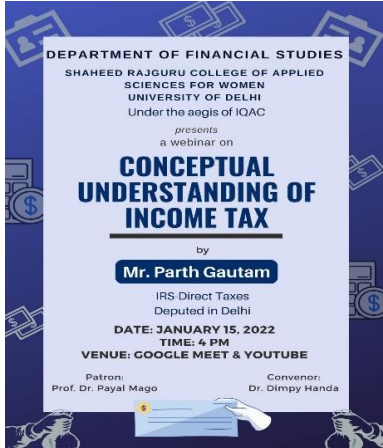 DEPARTMENT OF FINANCIAL STUDIES
SHAHEED RAJGURU COLLEGE OF APPLIED
SCIENCES FOR WOMEN
UNIVERSITY OF DELHI
Under the aegis of IQAC
presents
a webinar on
CONCEPTUAL
UNDERSTANDING OF
INCOME TAX
by
Mr. Parth Gautam
IRS-Direct Taxes
Deputed in Delhi
DATE: JANUARY 15, 2022
TIME: 4 PM
VENUE: GOOGLE MEET & YOUTUBE
Patron: Convenor:
Prof. Dr. Payal Mago Dr. Dimpy Handa